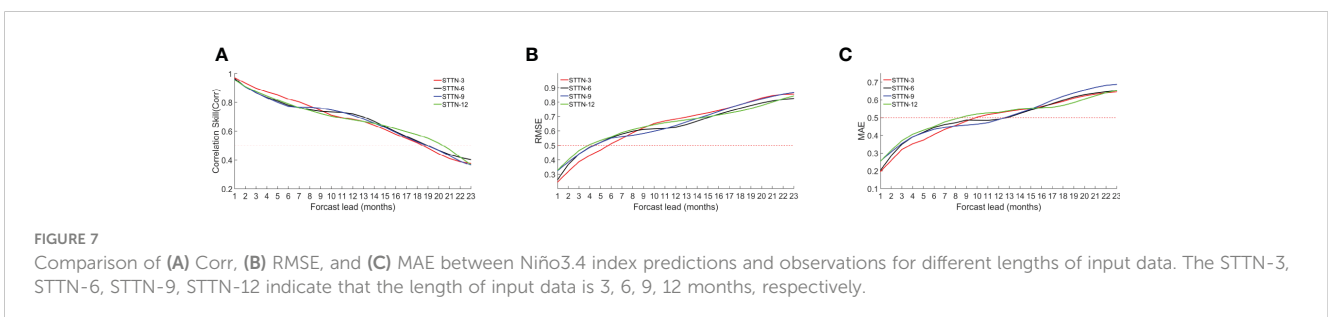 A
Correlation Skill(Corr)
1
0.8
0.6
0.4
0.2
STTN-3
STTN-6
STTN-9
STTN-12
1 2 3 4 5 6 7 8 9 10 11 12 13 14 15 16 17 18 19 20 21 22 23
Forcast lead (months)
B
RMSE
0.9
0.8
0.7
0.6
0.5
0.4
0.3
STTN-3
STTN-6
STTN-9
STTN-12
1 2 3 4 5 6 7 8 9 10 11 12 13 14 15 16 17 18 19 20 21 22 23
Forcast lead (months)
C
MAE
0.7
0.6
0.5
0.4
0.3
0.2
0.1
STTN-3
STTN-6
STTN-9
STTN-12
1 2 3 4 5 6 7 8 9 10 11 12 13 14 15 16 17 18 19 20 21 22 23
Forcast lead (months)
FIGURE 7
Comparison of (A) Corr, (B) RMSE, and (C) MAE between Niño3.4 index predictions and observations for different lengths of input data. The STTN-3,
STTN-6, STTN-9, STTN-12 indicate that the length of input data is 3, 6, 9, 12 months, respectively.